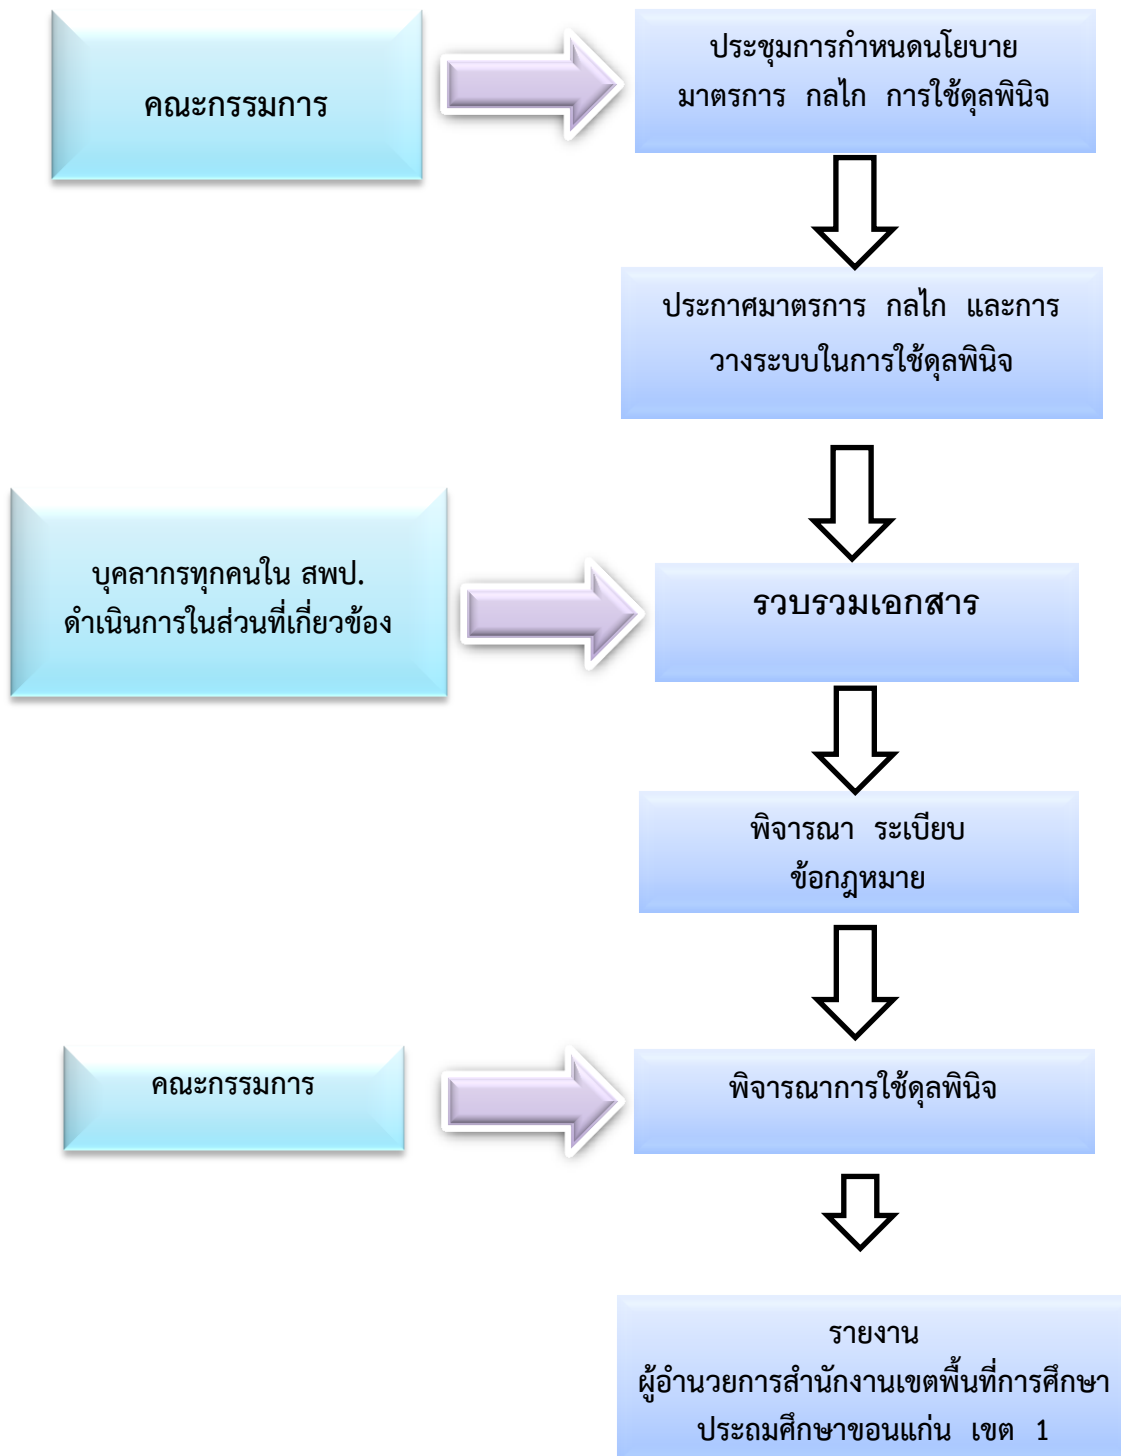 คณะกรรมการ
ประชุมการกำหนดนโยบาย
มาตรการ กลไก การใช้ดุลพินิจ
ประกาศมาตรการ กลไก และการ
วางระบบในการใช้ดุลพินิจ
บุคลากรทุกคนใน สพป.
ดำเนินการในส่วนที่เกี่ยวข้อง
รวบรวมเอกสาร
พิจารณา ระเบียบ
ข้อกฎหมาย
คณะกรรมการ
พิจารณาการใช้ดุลพินิจ
รายงาน
ผู้อำนวยการสำนักงานเขตพื้นที่การศึกษา
ประถมศึกษาขอนแก่น เขต 1